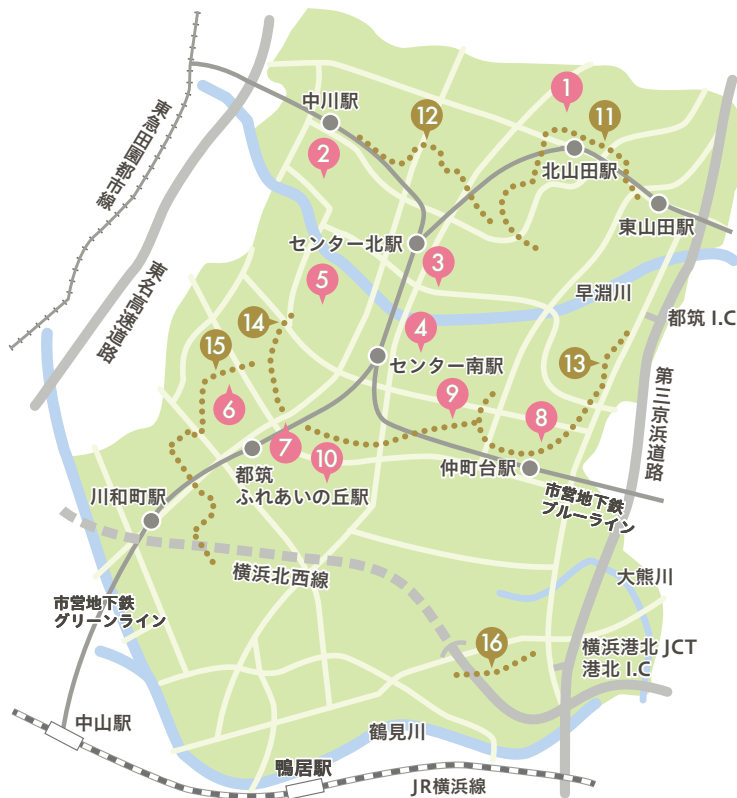 1
11
12
中川駅
2
北山田駅
東急田園都市線
東山田駅
センター北駅
3
5
早淵川
東名高速道路
14
4
都筑 I.C
15
センター南駅
13
6
9
8
第三京浜道路
7
10
仲町台駅
都筑
ふれあいの丘駅
川和町駅
市営地下鉄
ブルーライン
横浜北西線
大熊川
市営地下鉄
グリーンライン
16
横浜港北 JCT
港北 I.C
中山駅
鶴見川
鴨居駅
JR横浜線